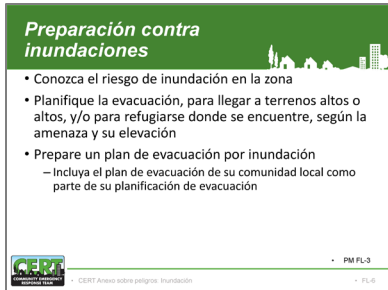 Preparación contra
inundaciones
• Conozca el riesgo de inundación en la zona
• Planifique la evacuación, para llegar a terrenos altos o
altos, y/o para refugiarse donde se encuentre, según la
amenaza y su elevación
• Prepare un plan de evacuación por inundación
– Incluya el plan de evacuación de su comunidad local como
parte de su planificación de evacuación
• PM FL-3
CERT
COMMUNITY EMERGENCY
RESPONSE TEAM
• CERT Anexo sobre peligros: Inundación
• FL-6